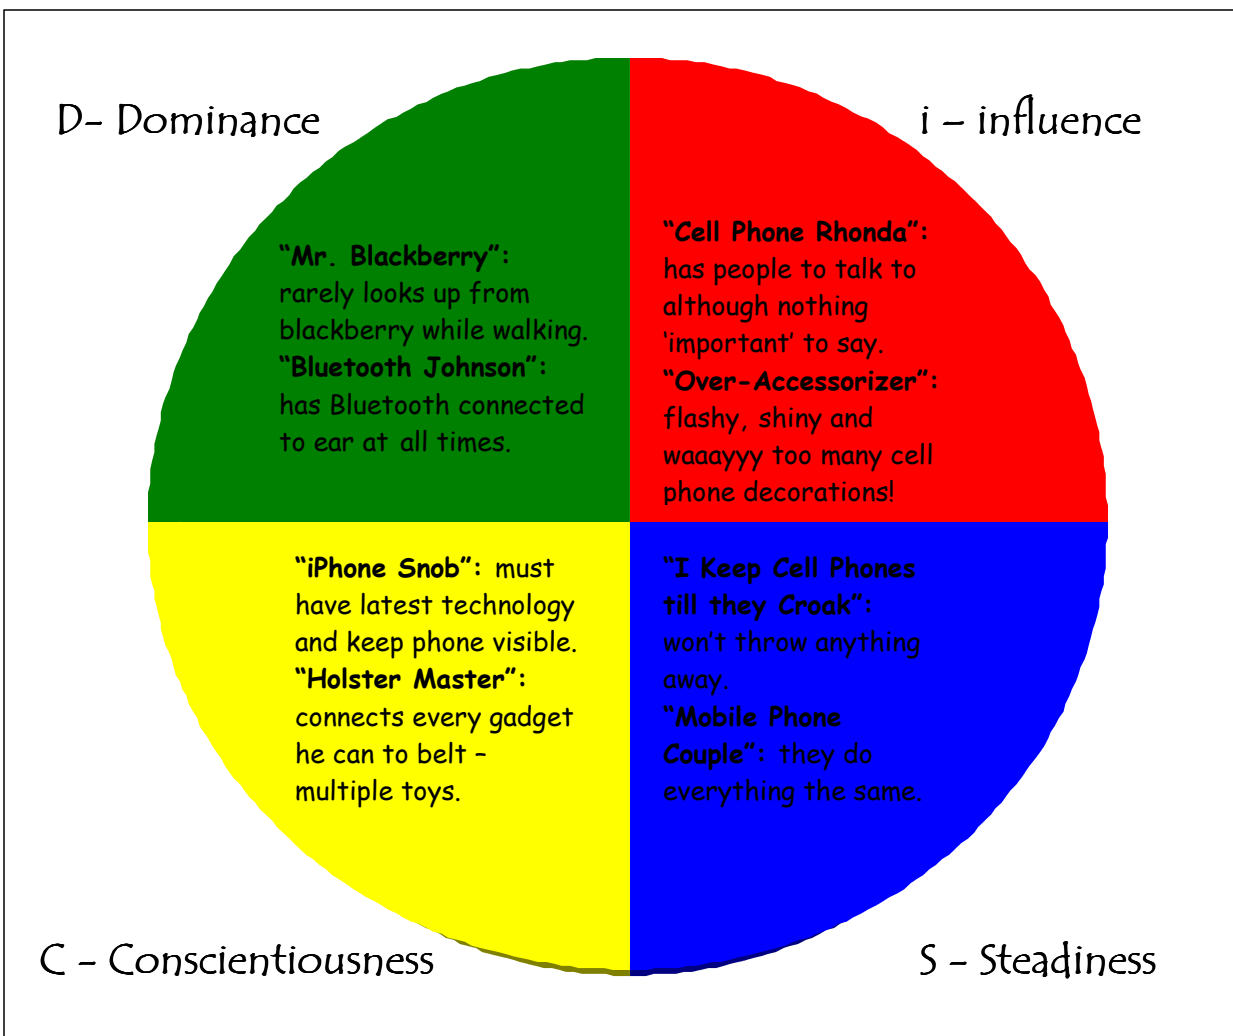 D- Dominance
i – influence
“Mr. Blackberry”:
rarely looks up from
blackberry while walking.
“Bluetooth Johnson”:
has Bluetooth connected
to ear at all times.
“Cell Phone Rhonda”:
has people to talk to
although nothing
‘important’ to say.
“Over-Accessorizer”:
flashy, shiny and
waaayyy too many cell
phone decorations!
“iPhone Snob”: must
have latest technology
and keep phone visible.
“Holster Master”:
connects every gadget
he can to belt –
multiple toys.
“I Keep Cell Phones
till they Croak”:
won’t throw anything
away.
“Mobile Phone
Couple”: they do
everything the same.
C – Conscientiousness
S – Steadiness